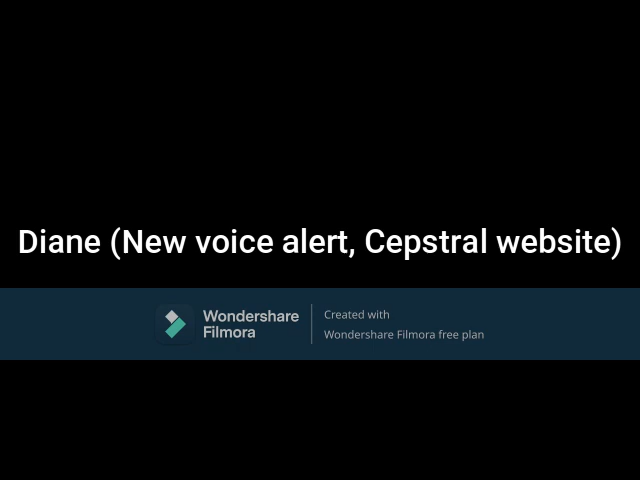 Diane (New voice alert, Cepstral website)
Wondershare
Filmora
Created with
Wondershare Filmora free plan